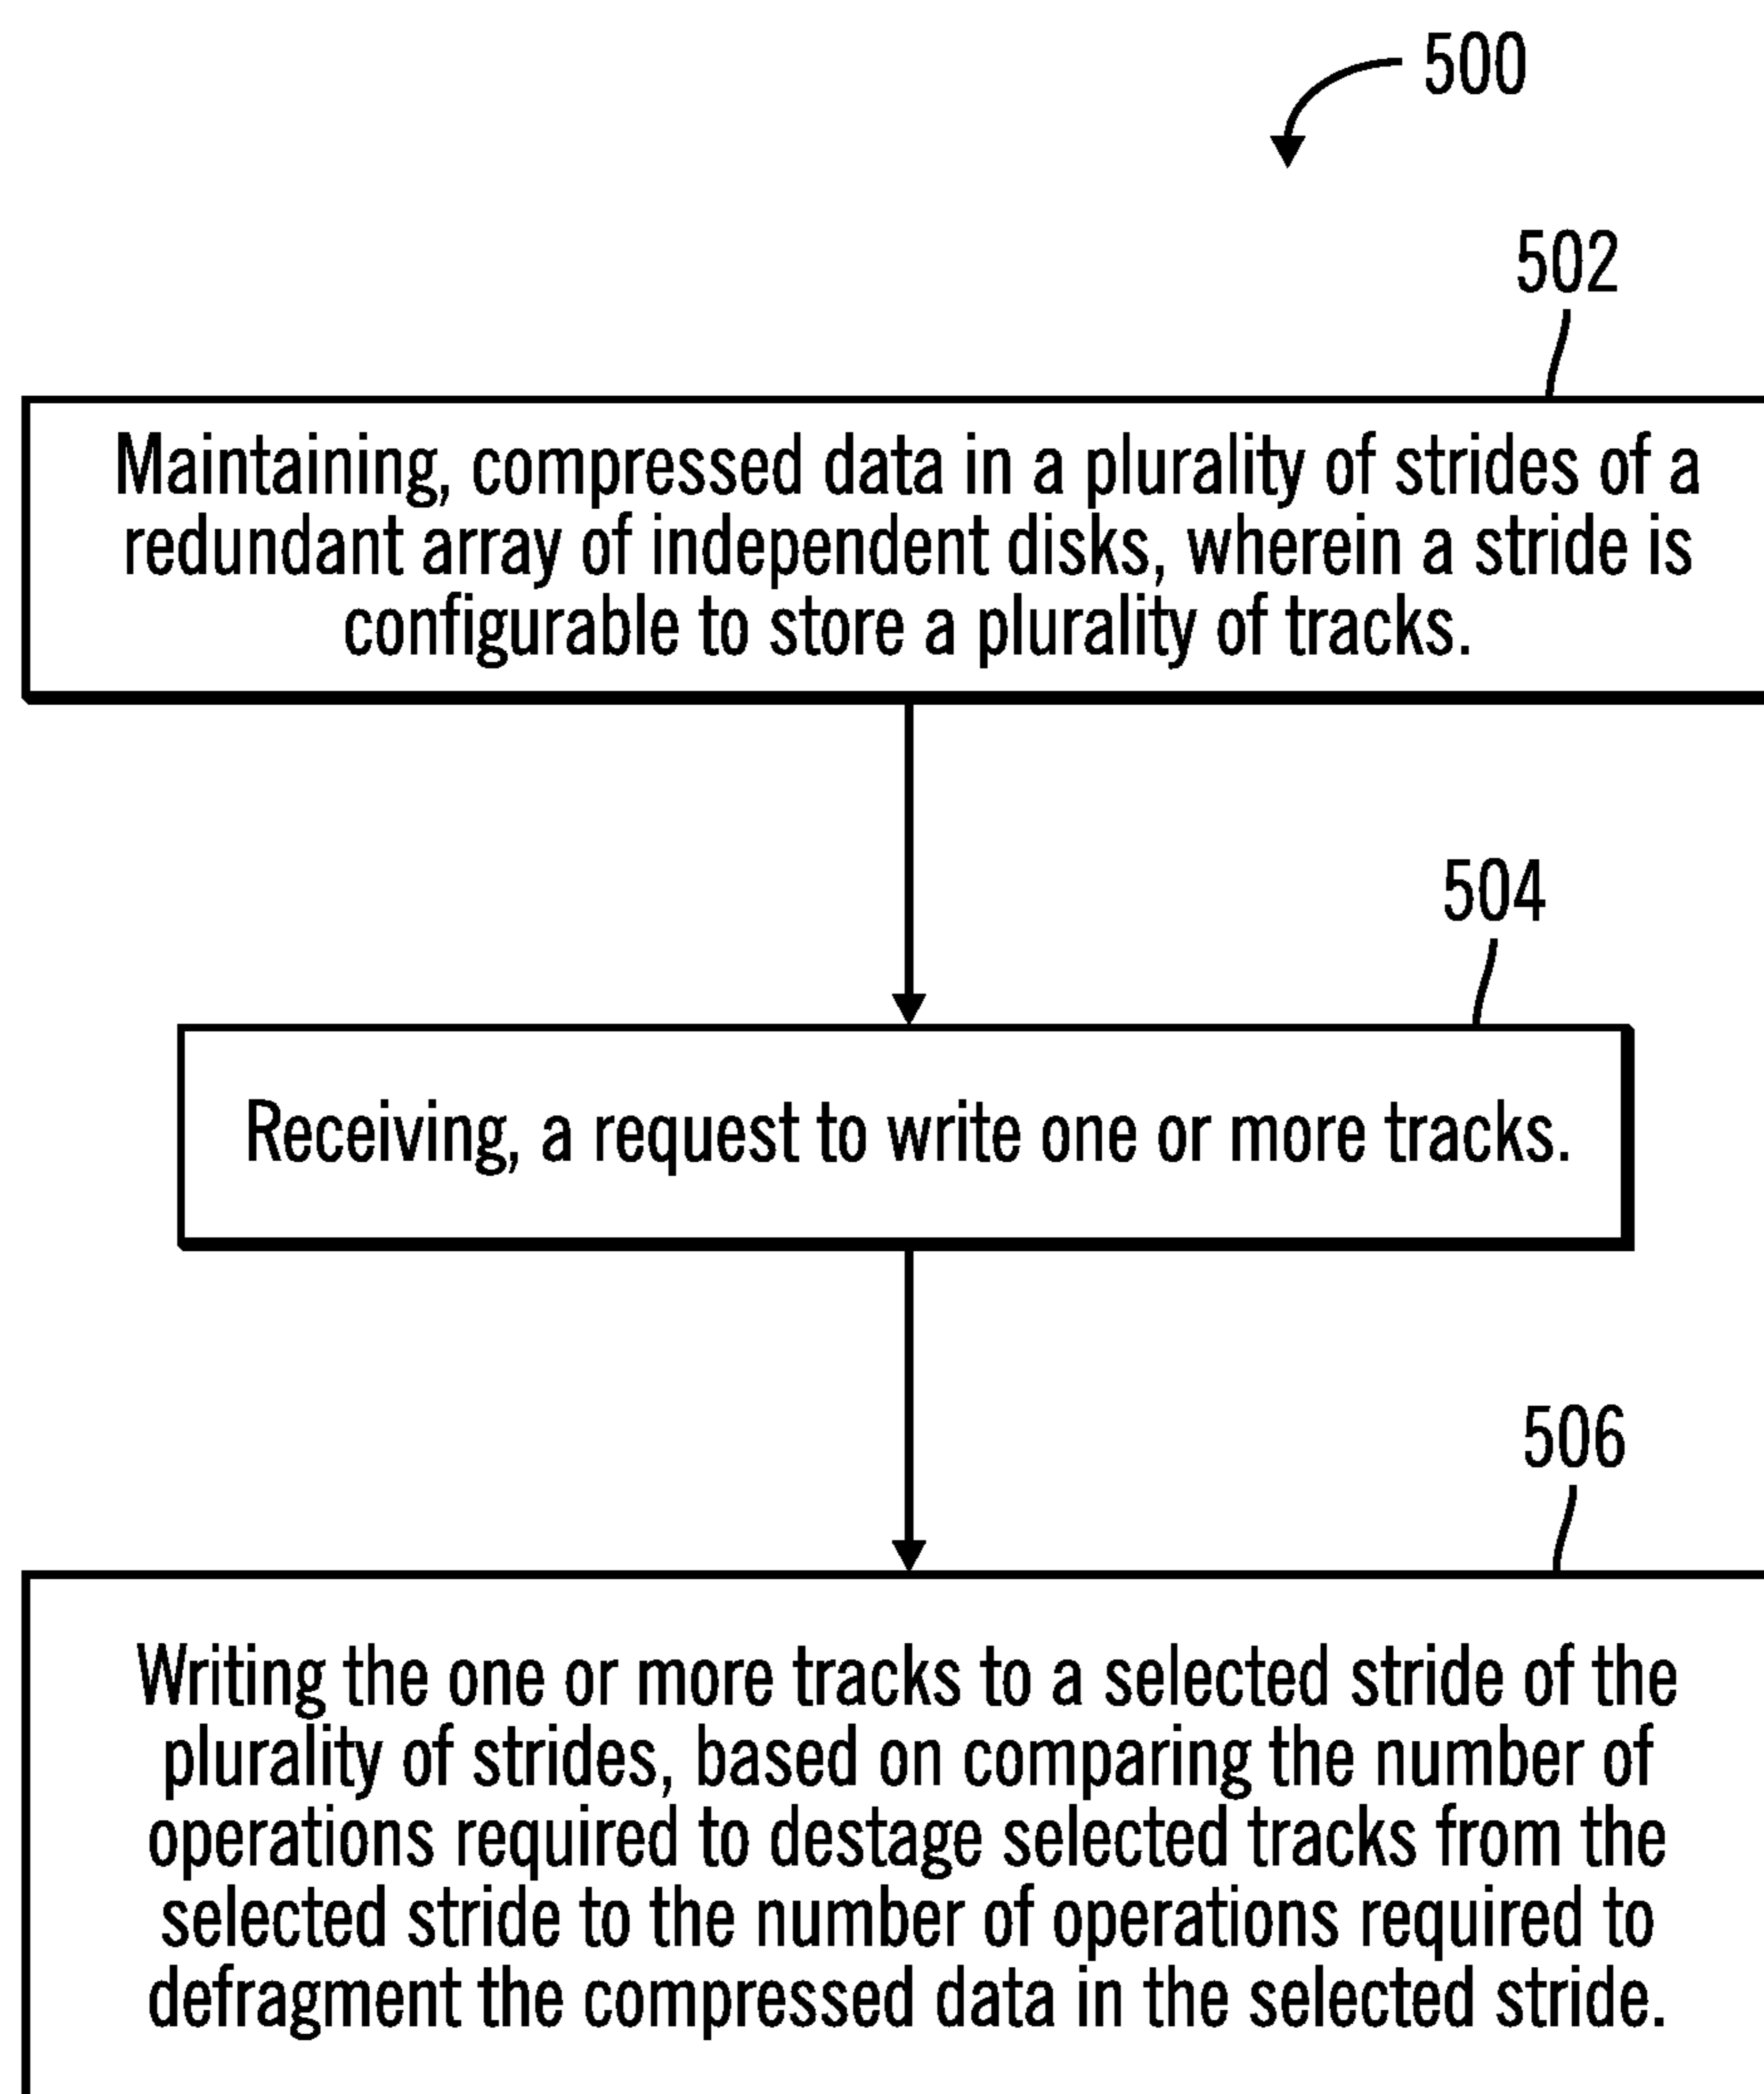 500
502
Maintaining, compressed data in a plurality of strides of a
redundant array of independent disks, wherein a stride is
configurable to store a plurality of tracks.
504
Receiving, a request to write one or more tracks.
506
Writing the one or more tracks to a selected stride of the
plurality of strides, based on comparing the number of
operations required to destage selected tracks from the
selected stride to the number of operations required to
defragment the compressed data in the selected stride.